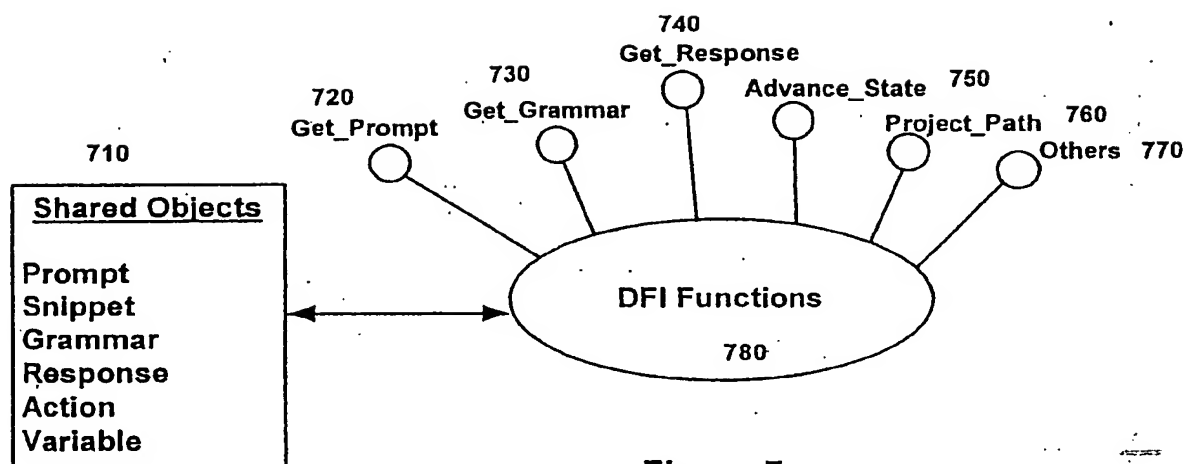 740
Get_Response
730
Get_Grammar
750
Advance_State
720
Get_Prompt
760
Project_Path
Others 770
710
Shared Objects
Prompt
Snippet
Grammar
Response
Action
Variable
DFI Functions
780